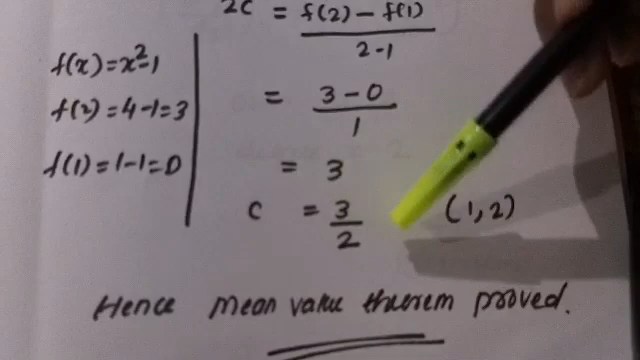 2C = f(2) - f(1) / 2-1
f(x) = x²-1
f(2) = 4-1 = 3
f(1) = 1-1 = 0
= 3-0 / 1
= 3
C = 3/2 (1, 2)
Hence mean value thuerem proved.